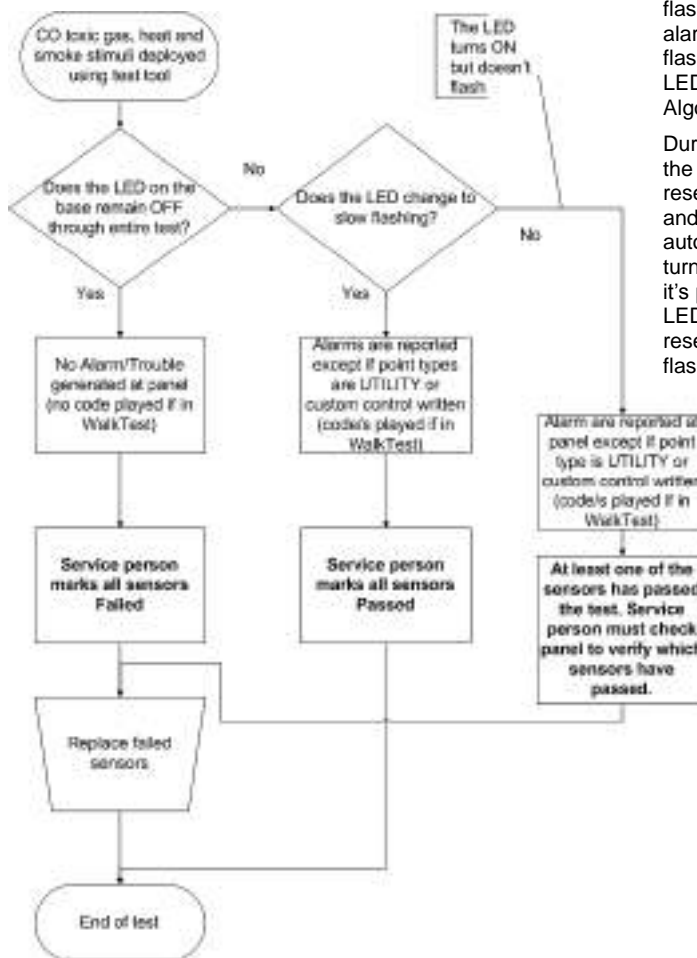 CO toxic gas, heat and
smoke stimuli deployed
using test tool
The LED
turns ON
but doesn't
flash
Does the LED on the
base remain OFF
through entire test?
No
Does the LED change to
slow flashing?
No
Yes
Yes
No Alarm/Trouble
generated at panel
(no code played if in
WalkTest)
Alarms are reported
except if point types
are UTILITY or
custom control written
(code/s played if in
WalkTest)
Alarm are reported at
panel except if point
type is UTILITY or
custom control written
(code/s played if in
WalkTest)
Service person
marks all sensors
Failed
Service person
marks all sensors
Passed
At least one of the
sensors has passed
the test. Service
person must check
panel to verify which
sensors have
passed.
Replace failed
sensors
End of test
flas
alarm
flas
LED
Algo
Duri
the
rese
and
auto
turn
it's p
LED
rese
flas